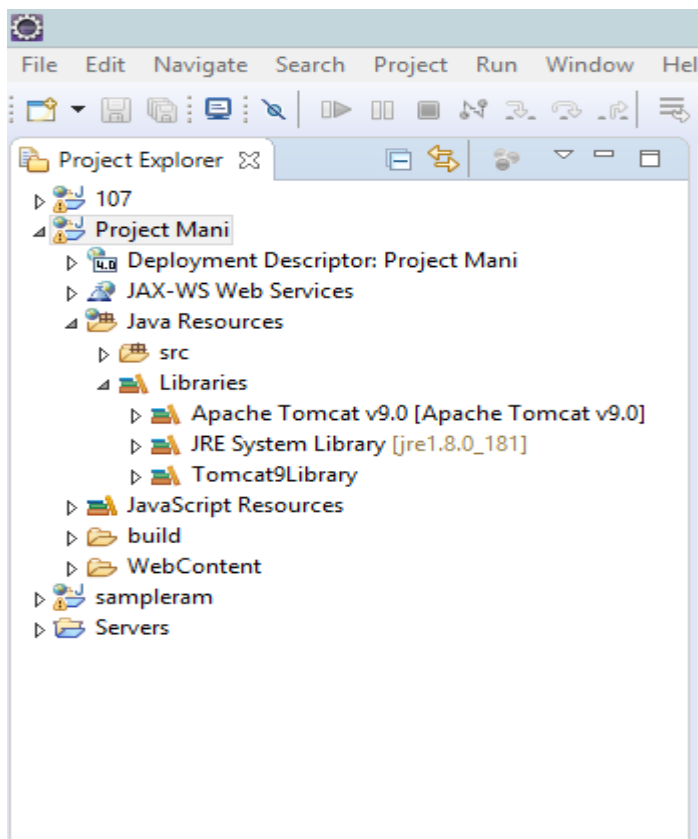 File Edit Navigate Search Project Run Window Hel
Project Explorer
107
Project Mani
4.0 Deployment Descriptor: Project Mani
JAX-WS Web Services
Java Resources
src
Libraries
Apache Tomcat v9.0 [Apache Tomcat v9.0]
JRE System Library [jre1.8.0_181]
Tomcat9Library
JavaScript Resources
build
WebContent
sampleram
Servers